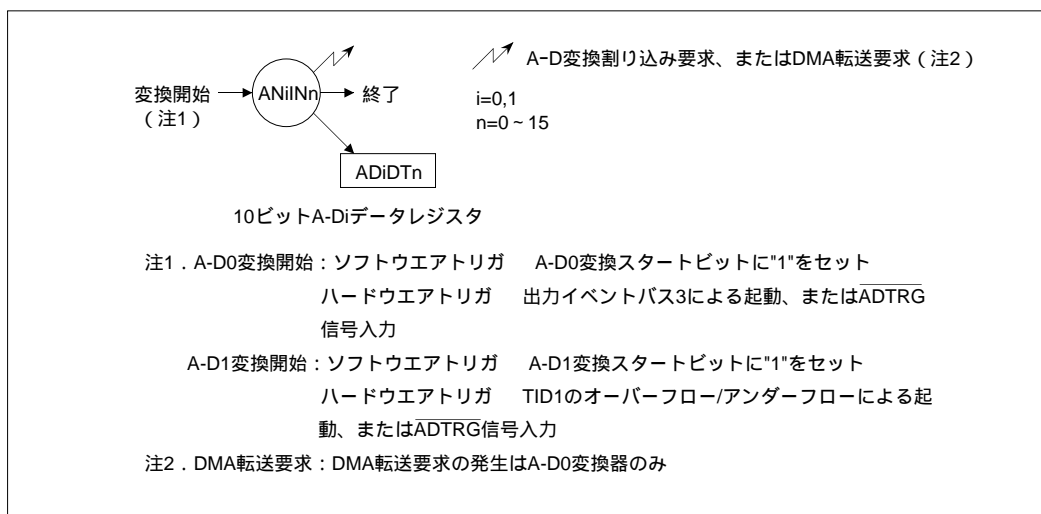 A-D変換割り込み要求、またはDMA転送要求（注2）
変換開始
（注1）
ANiINn
終了
i=0,1
n=0～15
ADiDTn
10ビットA-Diデータレジスタ
注1．A-D0変換開始：ソフトウエアトリガ　A-D0変換スタートビットに"1"をセット
ハードウエアトリガ　出力イベントバス3による起動、またはADTRG
信号入力
A-D1変換開始：ソフトウエアトリガ　A-D1変換スタートビットに"1"をセット
ハードウエアトリガ　TID1のオーバーフロー/アンダーフローによる起
動、またはADTRG信号入力
注2．DMA転送要求：DMA転送要求の発生はA-D0変換器のみ